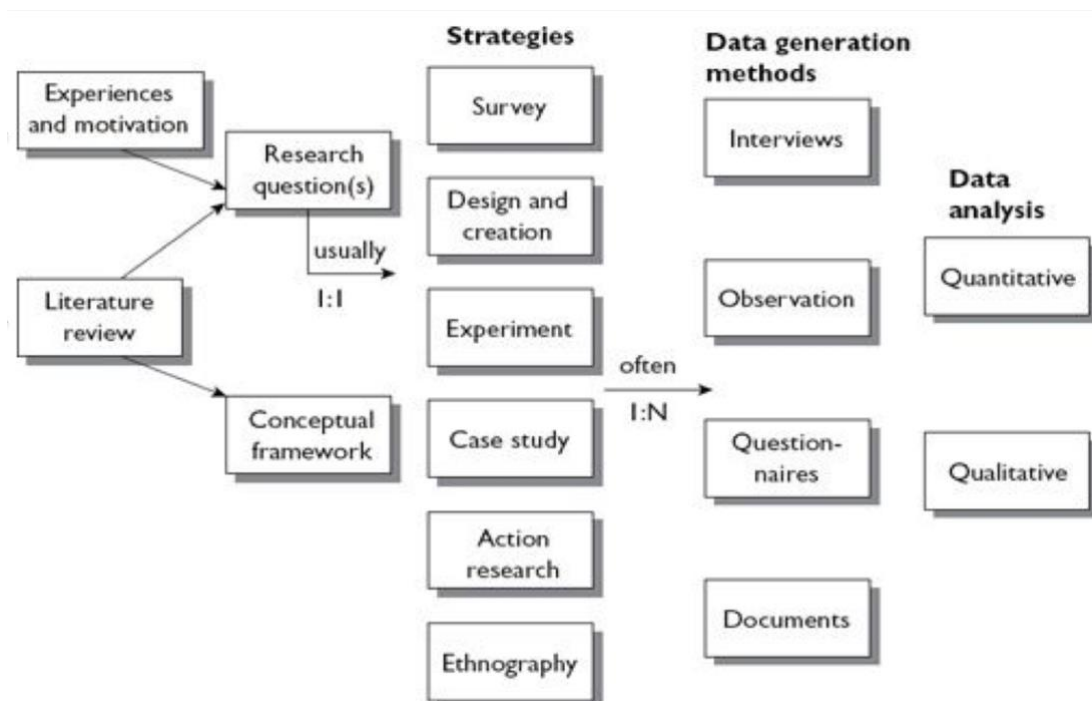 Experiences
and motivation
Literature
review
Research
question(s)
usually
1:1
Conceptual
framework
Strategies
Survey
Design and
creation
Experiment
Case study
Action
research
Ethnography
often
1:N
Data generation
methods
Interviews
Observation
Question-
naires
Documents
Data
analysis
Quantitative
Qualitative